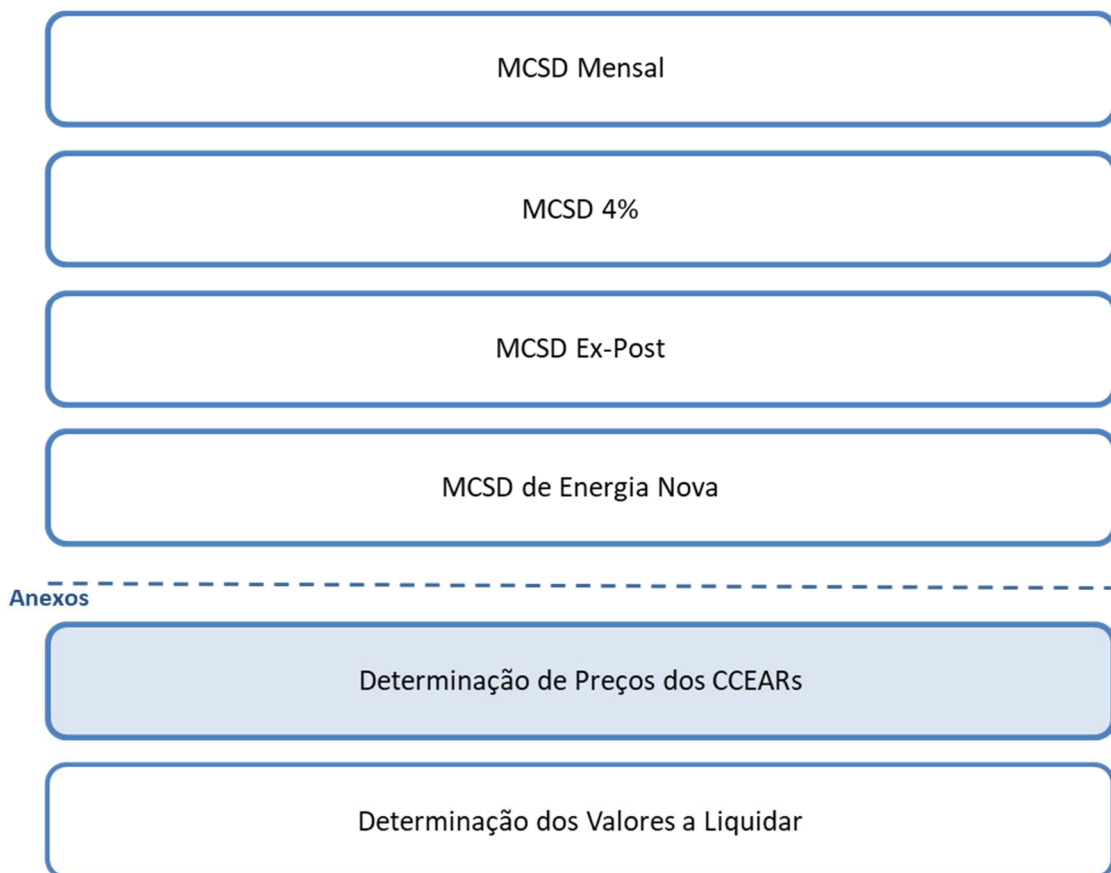 MCSD Mensal
MCSD 4%
MCSD Ex-Post
MCSD de Energia Nova
Anexos
Determinação de Preços dos CCEARs
Determinação dos Valores a Liquidar